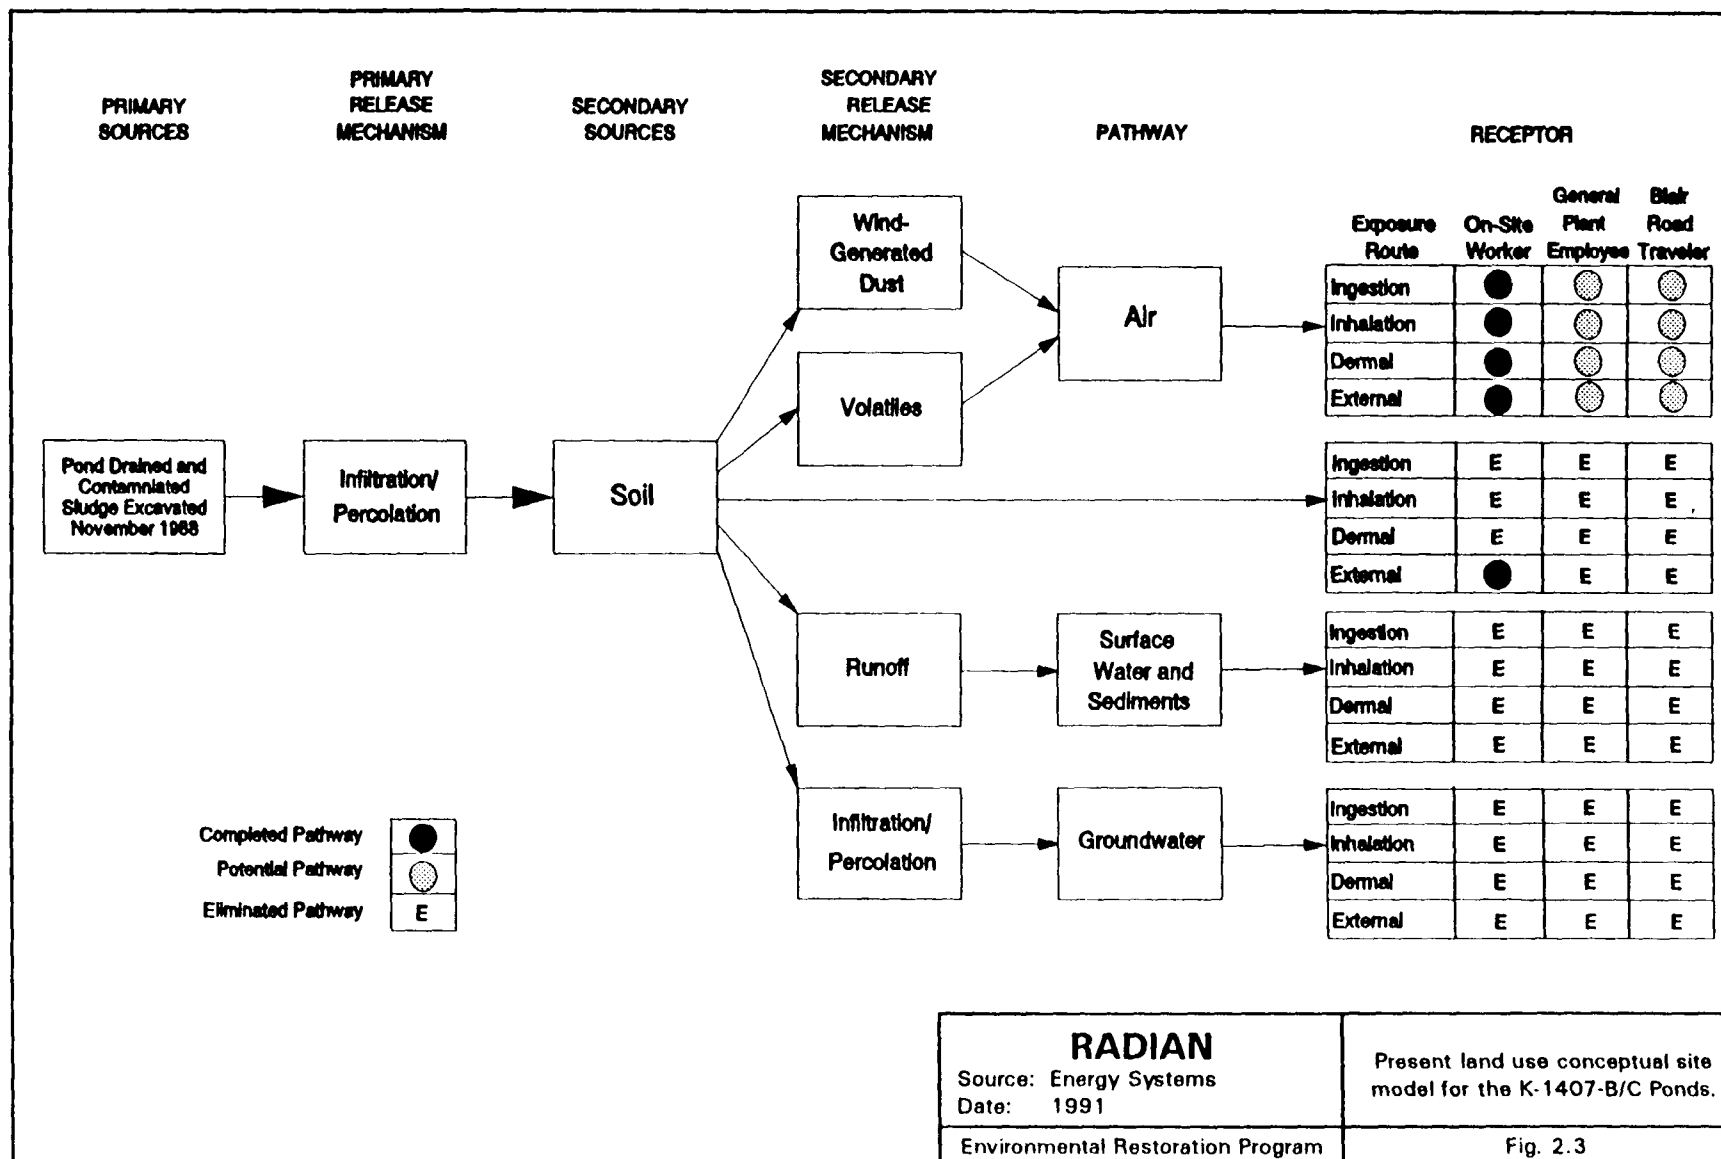 PRIMARY
SOURCES
PRIMARY
RELEASE
MECHANISM
SECONDARY
SOURCES
SECONDARY
RELEASE
MECHANISM
PATHWAY
RECEPTOR
Pond Drained and
Contamniated
Sludge Excavated
November 1988
Infiltration/
Percolation
Soil
Wind-
Generated
Dust
Volatiles
Runoff
Infiltration/
Percolation
Air
Surface
Water and
Sediments
Groundwater
Exposure
Route
On-Site
Worker
General
Plant
Employee
Blair
Road
Traveler
Ingestion
Inhalation
Dermal
External
Ingestion E E E
Inhalation E E E
Dermal E E E
External E E
Ingestion E E E
Inhalation E E E
Dermal E E E
External E E E
Ingestion E E E
Inhalation E E E
Dermal E E E
External E E E
Completed Pathway
Potential Pathway
Eliminated Pathway E
RADIAN
Source: Energy Systems
Date: 1991
Environmental Restoration Program
Present land use conceptual site
model for the K-1407-B/C Ponds.
Fig. 2.3